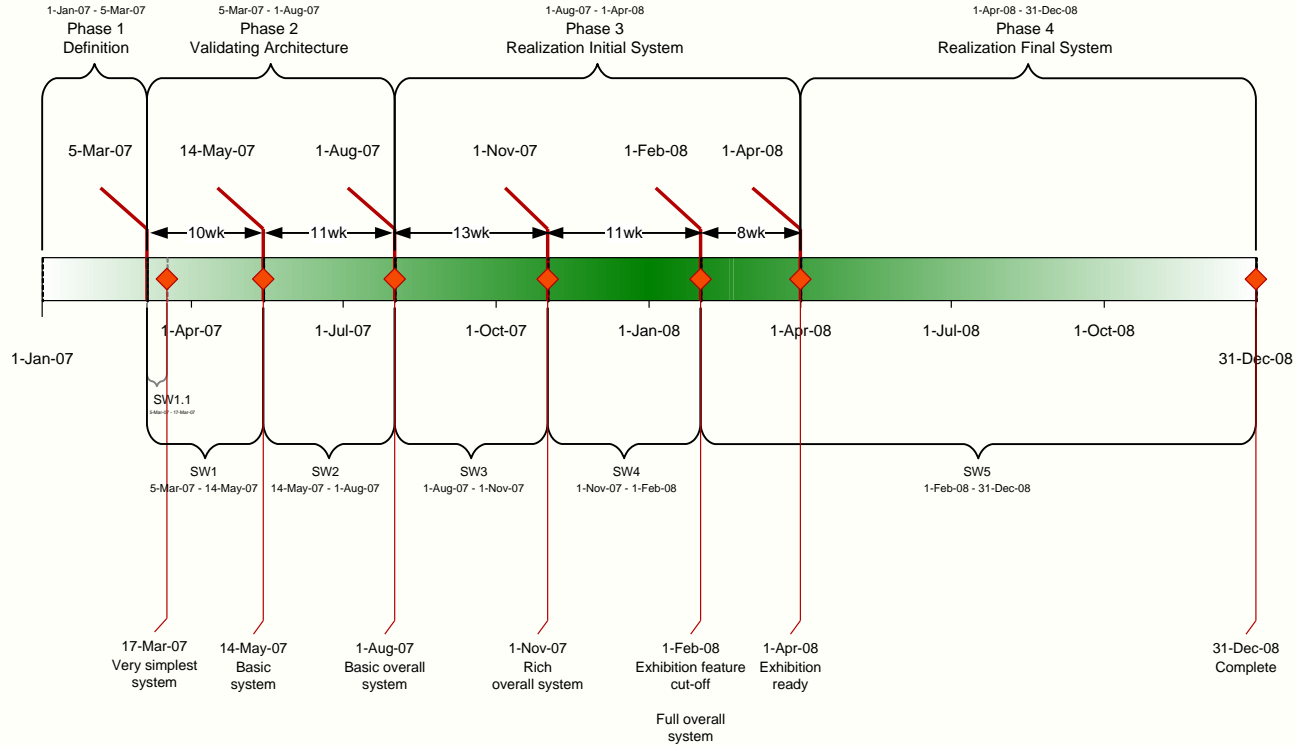 1-Jan-07 - 5-Mar-07
Phase 1
Definition
5-Mar-07 - 1-Aug-07
Phase 2
Validating Architecture
1-Aug-07 - 1-Apr-08
Phase 3
Realization Initial System
1-Apr-08 - 31-Dec-08
Phase 4
Realization Final System
5-Mar-07
14-May-07
1-Aug-07
1-Nov-07
1-Feb-08
1-Apr-08
10wk
11wk
13wk
11wk
8wk
1-Apr-07
1-Jul-07
1-Oct-07
1-Jan-08
1-Apr-08
1-Jul-08
1-Oct-08
1-Jan-07
31-Dec-08
SW1.1
5-Mar-07 - 17-Mar-07
SW1
5-Mar-07 - 14-May-07
SW2
14-May-07 - 1-Aug-07
SW3
1-Aug-07 - 1-Nov-07
SW4
1-Nov-07 - 1-Feb-08
SW5
1-Feb-08 - 31-Dec-08
17-Mar-07
Very simplest
system
14-May-07
Basic
system
1-Aug-07
Basic overall
system
1-Nov-07
Rich
overall system
1-Feb-08
Exhibition feature
cut-off
Full overall
system
1-Apr-08
Exhibition
ready
31-Dec-08
Complete